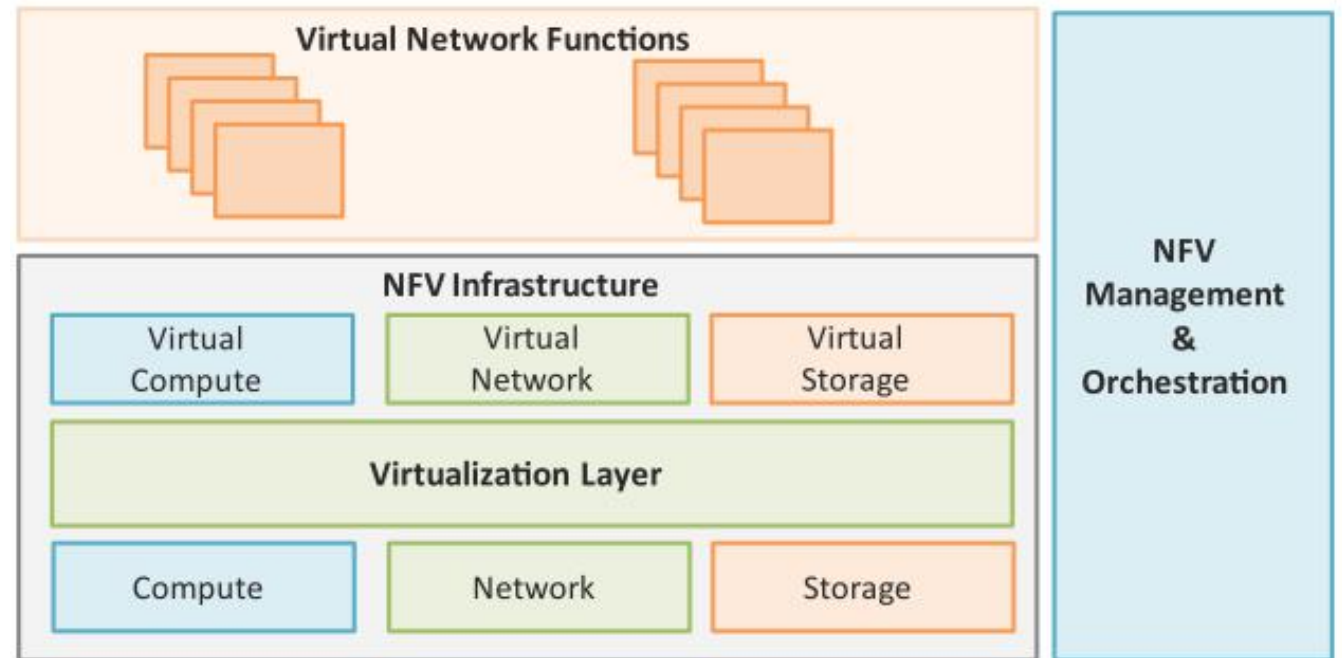 Virtual Network Functions
NFV Infrastructure
Virtual
Compute
Virtual
Network
Virtual
Storage
Virtualization Layer
Compute
Network
Storage
NFV
Management
&
Orchestration